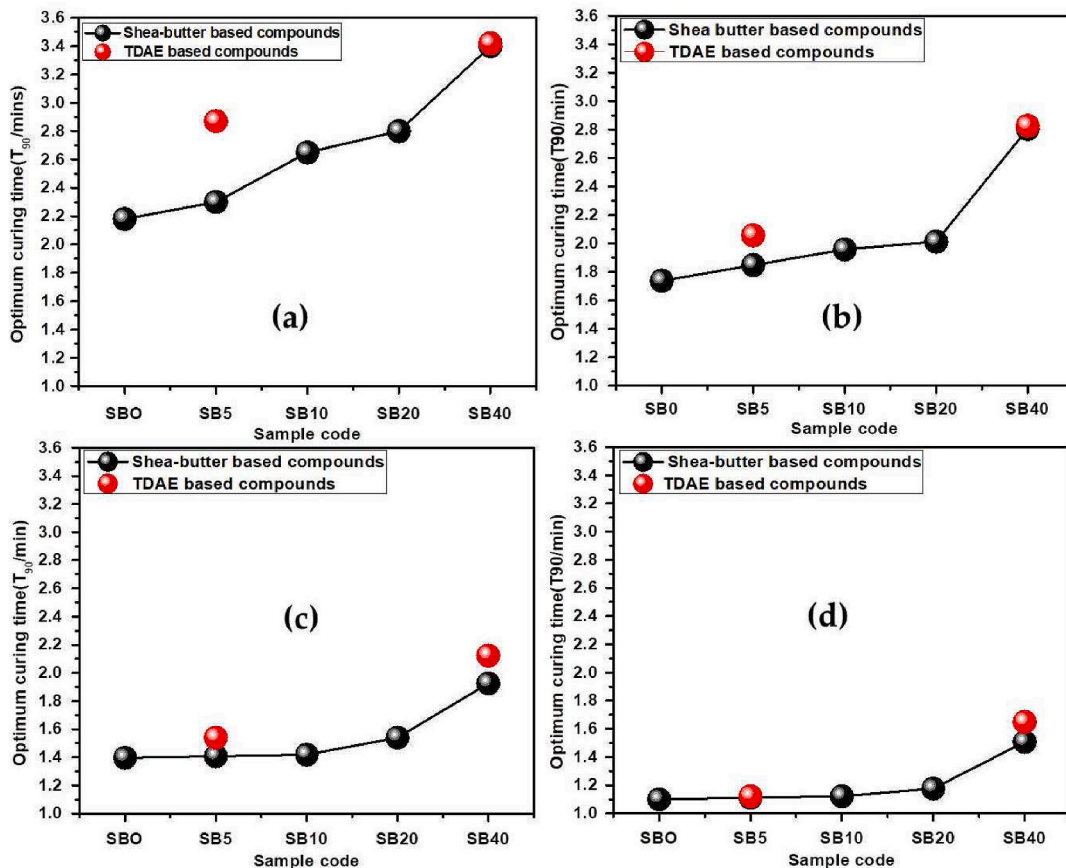 Optimum curing time(T90/mins)
3.6
3.4
3.2
3.0
2.8
2.6
2.4
2.2
2.0
1.8
1.6
1.4
1.2
1.0
Shea-butter based compounds
TDAE based compounds
(a)
SBO SB5 SB10 SB20 SB40
Sample code
Optimum curing time(T90/min)
3.6
3.4
3.2
3.0
2.8
2.6
2.4
2.2
2.0
1.8
1.6
1.4
1.2
1.0
Shea butter based compounds
TDAE based compounds
(b)
SB0 SB5 SB10 SB20 SB40
Sample code
Optimum curing time(T90/min)
3.6
3.4
3.2
3.0
2.8
2.6
2.4
2.2
2.0
1.8
1.6
1.4
1.2
1.0
Shea-butter based compounds
TDAE based compounds
(c)
SBO SB5 SB10 SB20 SB40
Sample code
Optimum curing time(T90/min)
3.6
3.4
3.2
3.0
2.8
2.6
2.4
2.2
2.0
1.8
1.6
1.4
1.2
1.0
Shea-butter based compounds
TDAE based compounds
(d)
SBO SB5 SB10 SB20 SB40
Sample code